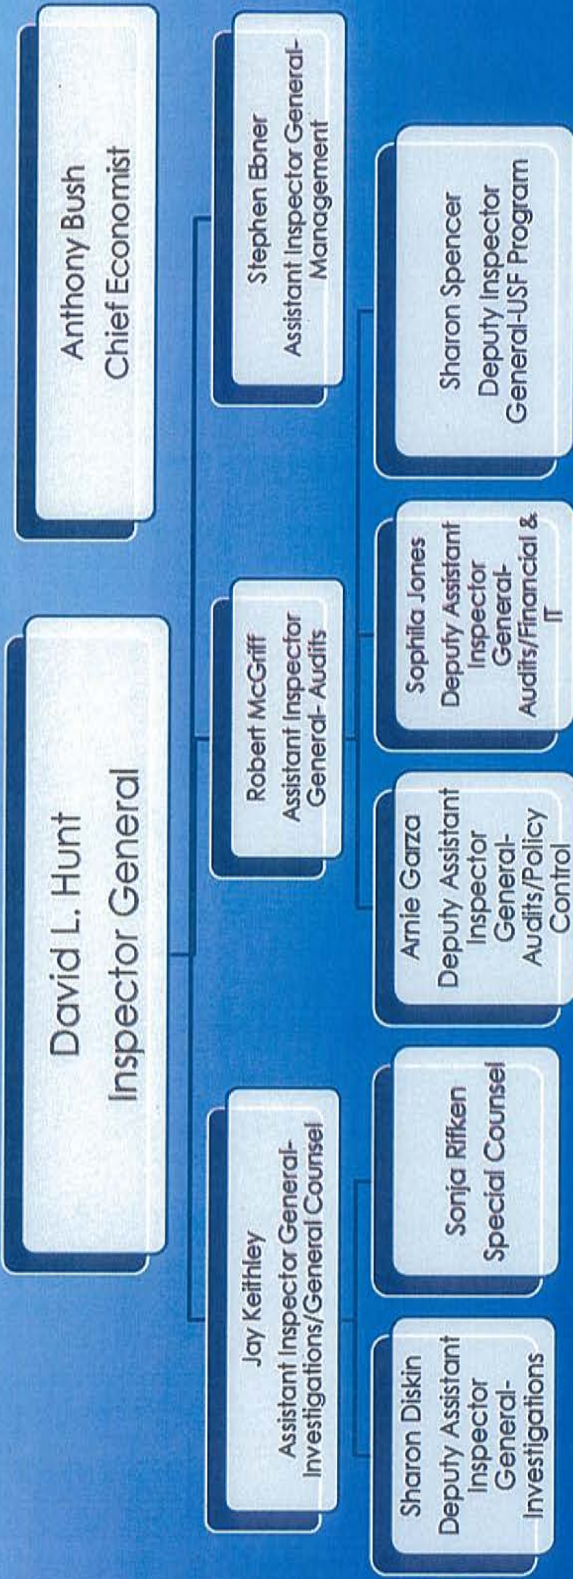 David L. Hunt
Inspector General
Anthony Bush
Chief Economist
Jay Keithley
Assistant Inspector General-
Investigations/General Counsel
Robert McGriff
Assistant Inspector
General- Audits
Stephen Ebner
Assistant Inspector General-
Management
Sharon Diskin
Deputy Assistant
Inspector
General-
Investigations
Sonja Rifken
Special Counsel
Arnie Garza
Deputy Assistant
Inspector
General-
Audits/Policy
Control
Sophila Jones
Deputy Assistant
Inspector
General-
Audits/Financial &
IT
Sharon Spencer
Deputy Inspector
General-USF Program